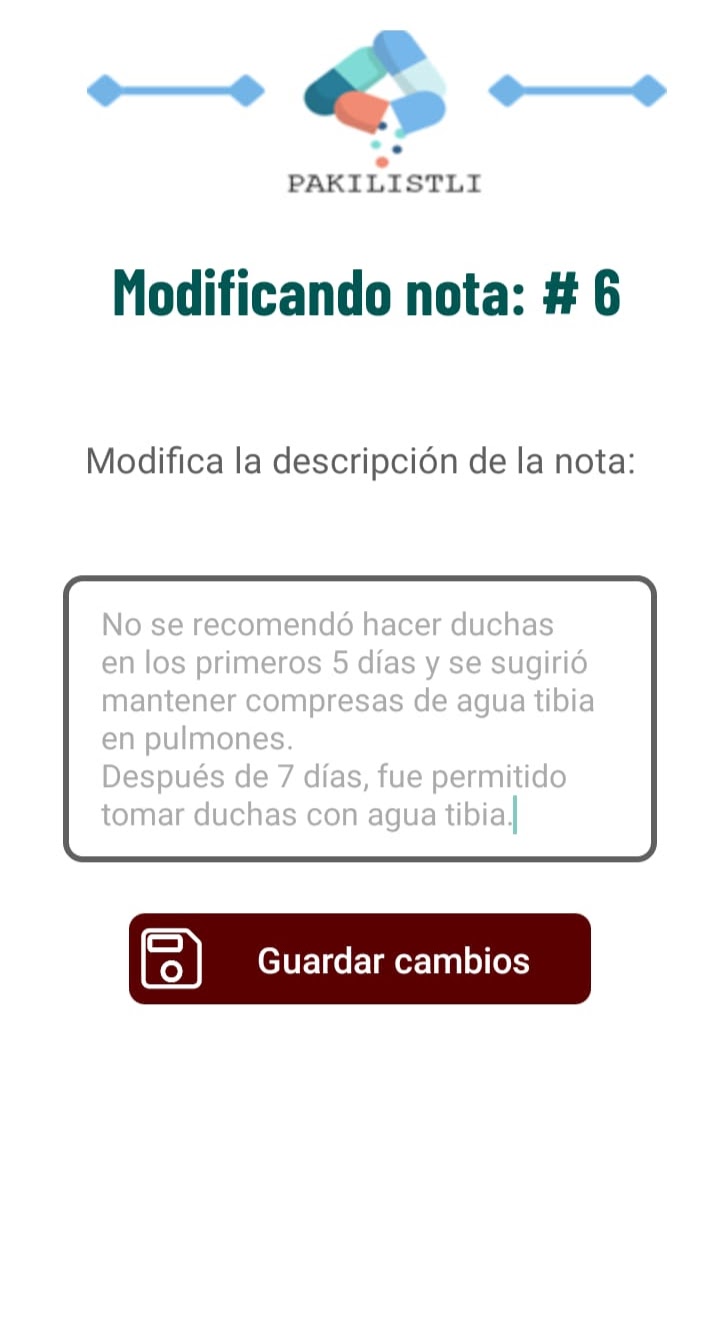 PAKILISTLI
Modificando nota: # 6
Modifica la descripción de la nota:
No se recomendó hacer duchas
en los primeros 5 días y se sugirió
mantener compresas de agua tibia
en pulmones.
Después de 7 días, fue permitido
tomar duchas con agua tibia.
Guardar cambios